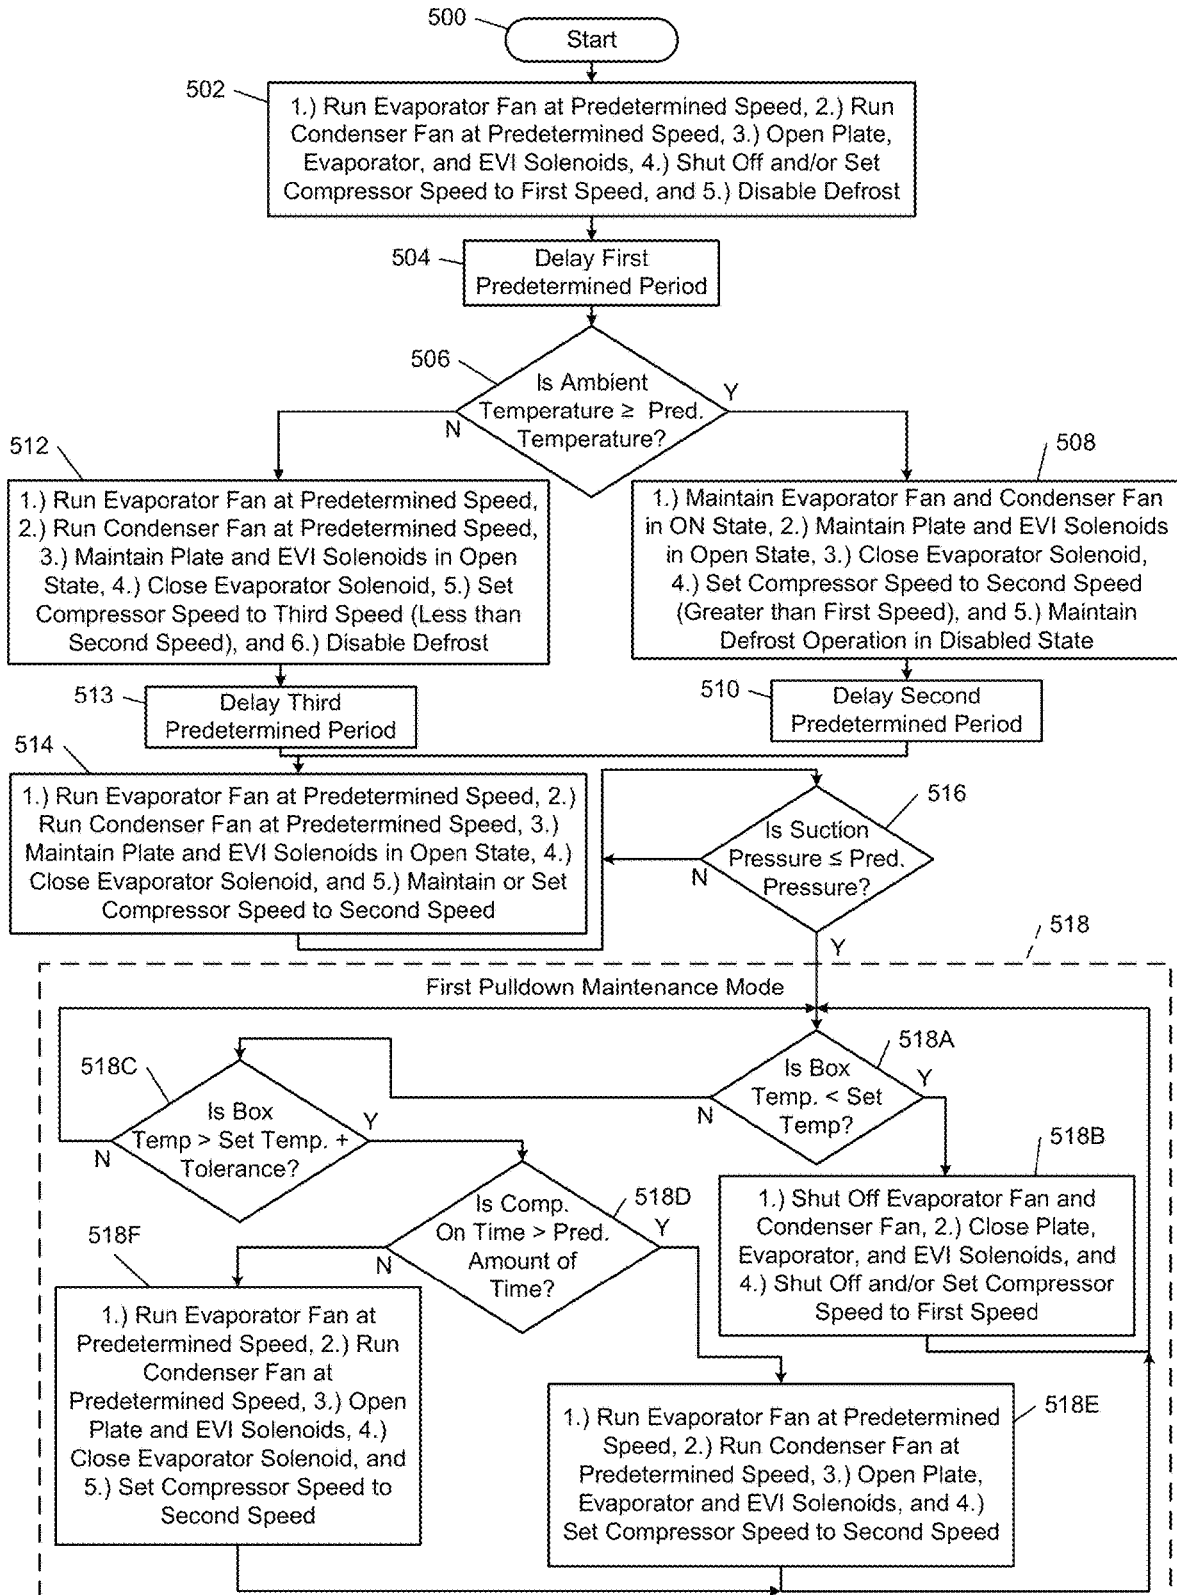 500
Start
502
1.) Run Evaporator Fan at Predetermined Speed, 2.) Run
Condenser Fan at Predetermined Speed, 3.) Open Plate,
Evaporator, and EVI Solenoids, 4.) Shut Off and/or Set
Compressor Speed to First Speed, and 5.) Disable Defrost
504
Delay First
Predetermined Period
506
Is Ambient
Temperature ≥ Pred.
Temperature?
N
Y
512
1.) Run Evaporator Fan at Predetermined Speed,
2.) Run Condenser Fan at Predetermined Speed,
3.) Maintain Plate and EVI Solenoids in Open
State, 4.) Close Evaporator Solenoid, 5.) Set
Compressor Speed to Third Speed (Less than
Second Speed), and 6.) Disable Defrost
508
1.) Maintain Evaporator Fan and Condenser Fan
in ON State, 2.) Maintain Plate and EVI Solenoids
in Open State, 3.) Close Evaporator Solenoid,
4.) Set Compressor Speed to Second Speed
(Greater than First Speed), and 5.) Maintain
Defrost Operation in Disabled State
513
Delay Third
Predetermined Period
510
Delay Second
Predetermined Period
514
1.) Run Evaporator Fan at Predetermined Speed, 2.)
Run Condenser Fan at Predetermined Speed, 3.)
Maintain Plate and EVI Solenoids in Open State, 4.)
Close Evaporator Solenoid, and 5.) Maintain or Set
Compressor Speed to Second Speed
516
Is Suction
Pressure ≤ Pred.
Pressure?
N
Y
518
First Pulldown Maintenance Mode
518A
Is Box
Temp. < Set
Temp?
N
Y
518C
Is Box
Temp > Set Temp. +
Tolerance?
N
Y
518B
1.) Shut Off Evaporator Fan and
Condenser Fan, 2.) Close Plate,
Evaporator, and EVI Solenoids, and
4.) Shut Off and/or Set Compressor
Speed to First Speed
518D
Is Comp.
On Time > Pred.
Amount of
Time?
N
Y
518F
1.) Run Evaporator Fan at
Predetermined Speed, 2.) Run
Condenser Fan at
Predetermined Speed, 3.) Open
Plate and EVI Solenoids, 4.)
Close Evaporator Solenoid, and
5.) Set Compressor Speed to
Second Speed
518E
1.) Run Evaporator Fan at Predetermined
Speed, 2.) Run Condenser Fan at
Predetermined Speed, 3.) Open Plate,
Evaporator and EVI Solenoids, and 4.)
Set Compressor Speed to Second Speed